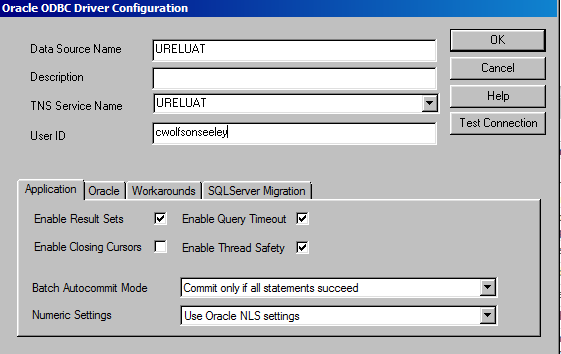 Oracle ODBC Driver Configuration
Data Source Name URELUAT OK
Description Cancel
TNS Service Name URELUAT Help
User ID cwolfsonseeley Test Connection
Application Oracle Workarounds SQLServer Migration
Enable Result Sets Enable Query Timeout
Enable Closing Cursors Enable Thread Safety
Batch Autocommit Mode Commit only if all statements succeed
Numeric Settings Use Oracle NLS settings